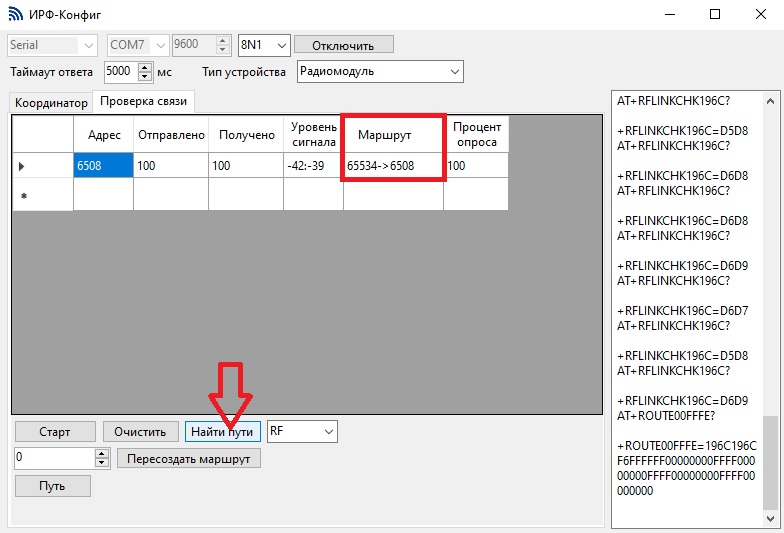 ИРФ-Конфиг
Serial COM7 9600 8N1 Отключить
Таймаут ответа 5000 мс Тип устройства Радиомодуль
Координатор Проверка связи
Адрес Отправлено Получено Уровень сигнала Маршрут Процент опроса
6508 100 100 -42:-39 65534->6508 100
*
Старт Очистить Найти пути RF
0 Пересоздать маршрут
Путь
AT+RFLINKCHK196C?
+RFLINKCHK196C=D5D8
AT+RFLINKCHK196C?
+RFLINKCHK196C=D6D8
AT+RFLINKCHK196C?
+RFLINKCHK196C=D6D8
AT+RFLINKCHK196C?
+RFLINKCHK196C=D6D9
AT+RFLINKCHK196C?
+RFLINKCHK196C=D6D7
AT+RFLINKCHK196C?
+RFLINKCHK196C=D5D8
AT+RFLINKCHK196C?
+RFLINKCHK196C=D6D9
AT+ROUTE00FFFE?
+ROUTE00FFFE=196C196C
F6FFFFFF00000000FFFF000
00000FFFF00000000FFFF00
000000